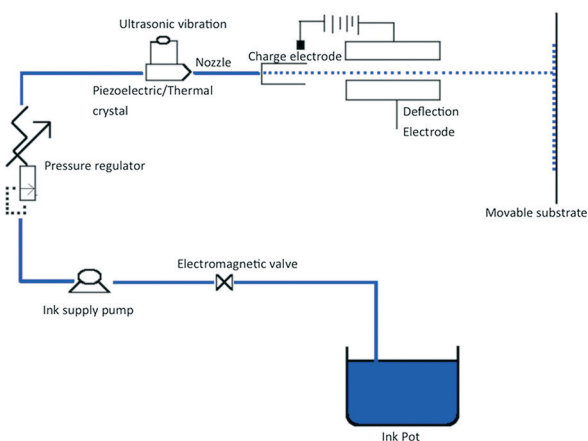 Ultrasonic vibration
Nozzle
Charge electrode
Piezoelectric/Thermal
crystal
Deflection
Electrode
Pressure regulator
Movable substrate
Electromagnetic valve
Ink supply pump
Ink Pot